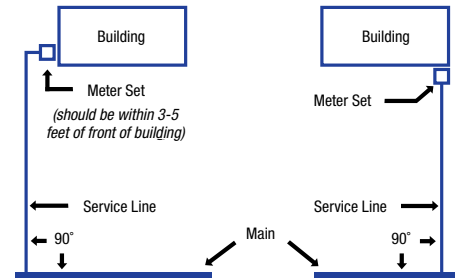 Building
Building
Meter Set
(should be within 3-5
feet of front of building)
Meter Set
Service Line
Service Line
90°
Main
90°